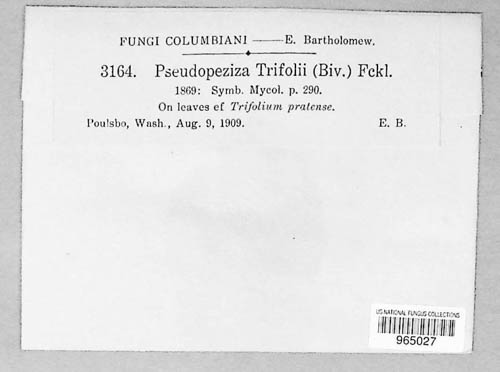 FUNGI COLUMBIANI — E. Bartholomew.
3164. Pseudopeziza Trifolii (Biv.) Fckl.
1869: Symb. Mycol. p. 290.
On leaves ef Trifolium pratense.
Poulsbo, Wash., Aug. 9, 1909. E. B.
US NATIONAL FUNGUS COLLECTIONS
965027